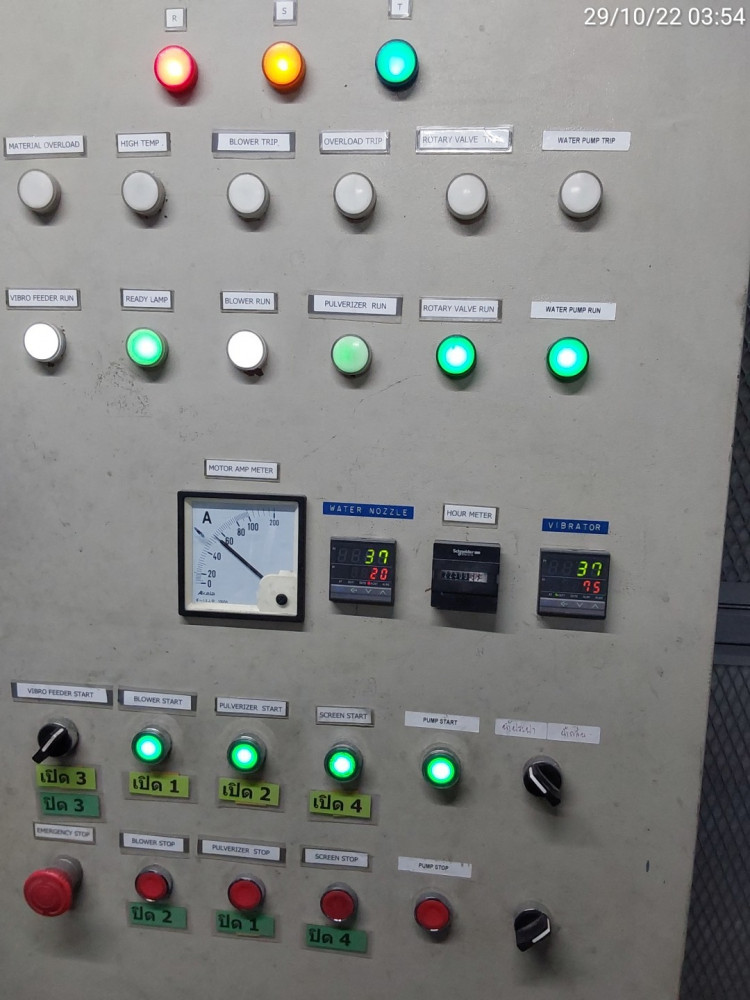 29/10/22 03:54
R
S
T
MATERIAL OVERLOAD
HIGH TEMP.
BLOWER TRIP
OVERLOAD TRIP
ROTARY VALVE
WATER PUMP TRIP
VIBRO FEEDER RUN
READY LAMP
BLOWER RUN
PULVERIZER RUN
ROTARY VALVE RUN
WATER PUMP RUN
MOTOR AMP METER
WATER NOZZLE
HOUR METER
VIBRATOR
A
0
20
40
60
80
100
200
37
20
Schneider
37
75
VIBRO FEEDER START
BLOWER START
PULVERIZER START
SCREEN START
PUMP START
เปิด 3
เปิด 1
เปิด 2
เปิด 4
ปิด 3
EMERGENCY STOP
BLOWER STOP
PULVERIZER STOP
SCREEN STOP
PUMP STOP
ปิด 2
ปิด 1
ปิด 4